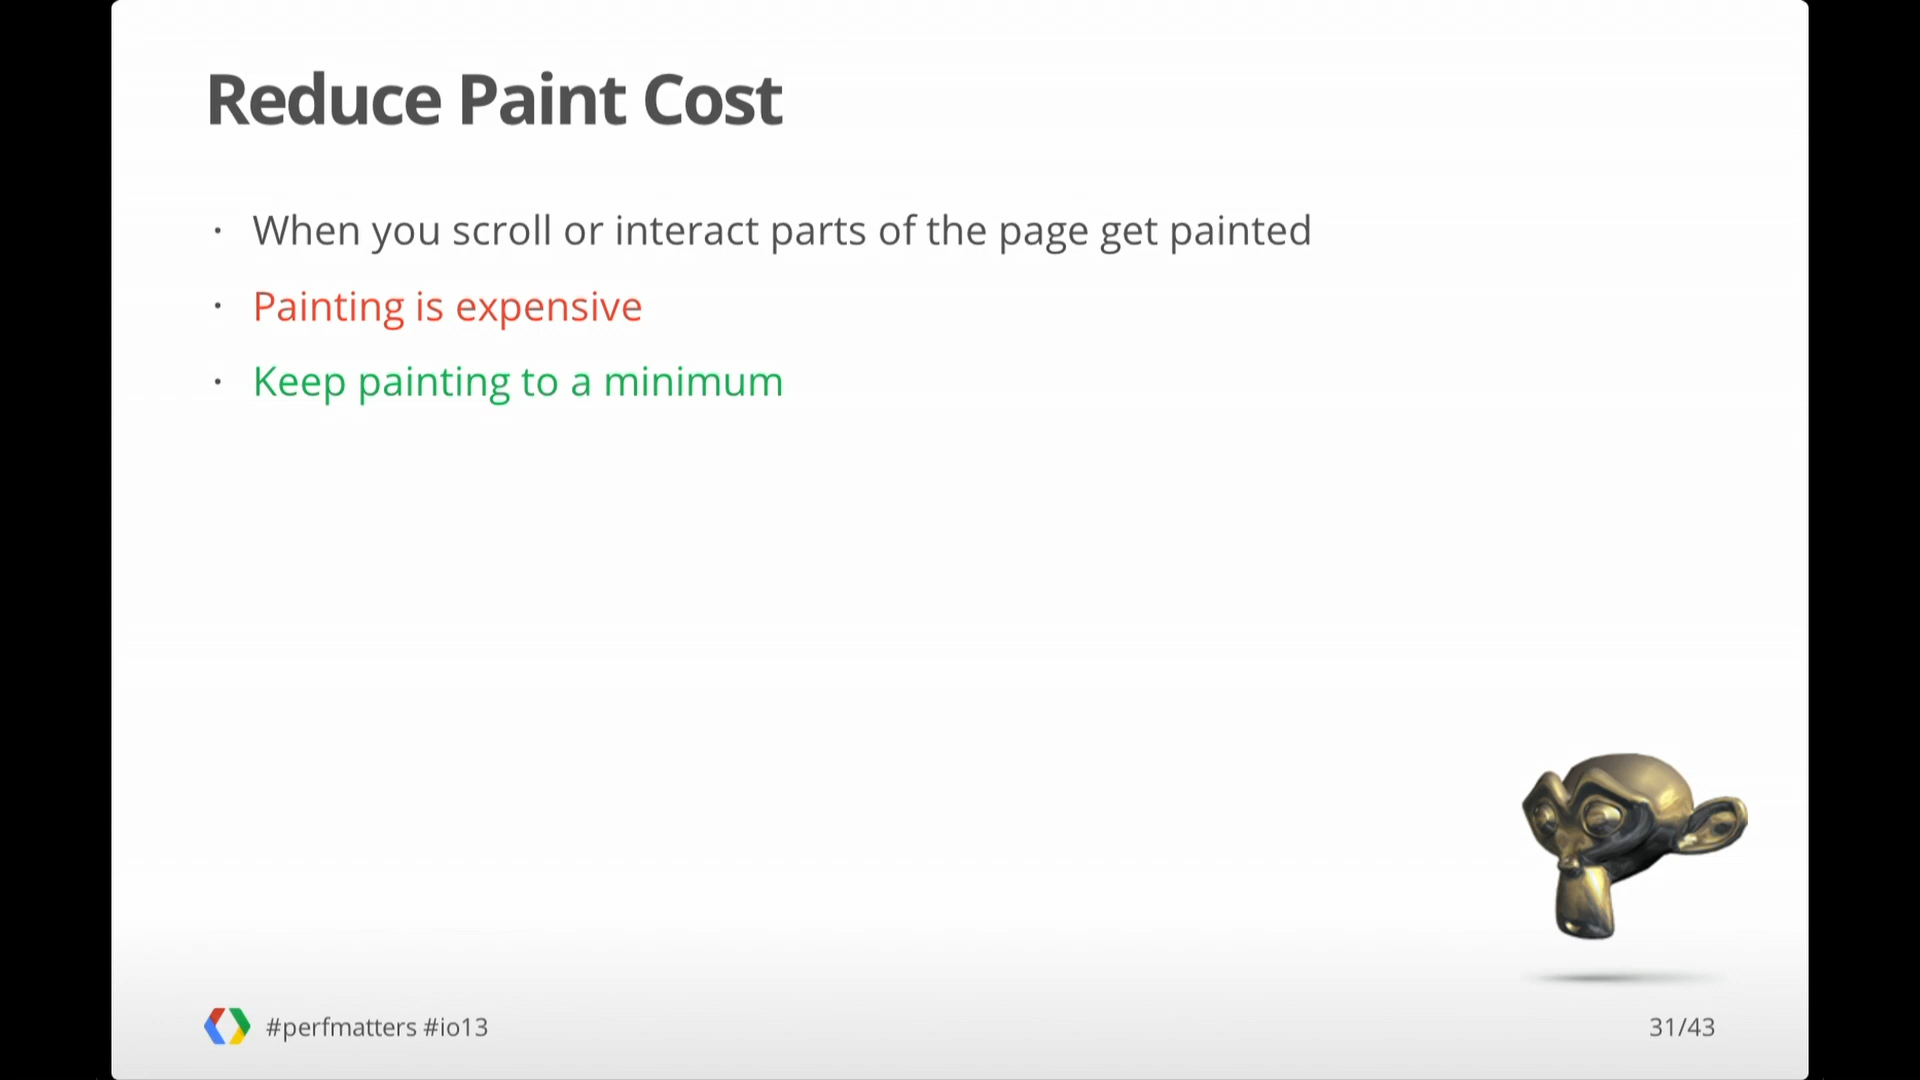 Reduce Paint Cost
· When you scroll or interact parts of the page get painted
· Painting is expensive
· Keep painting to a minimum
#perfmatters #io13
31/43